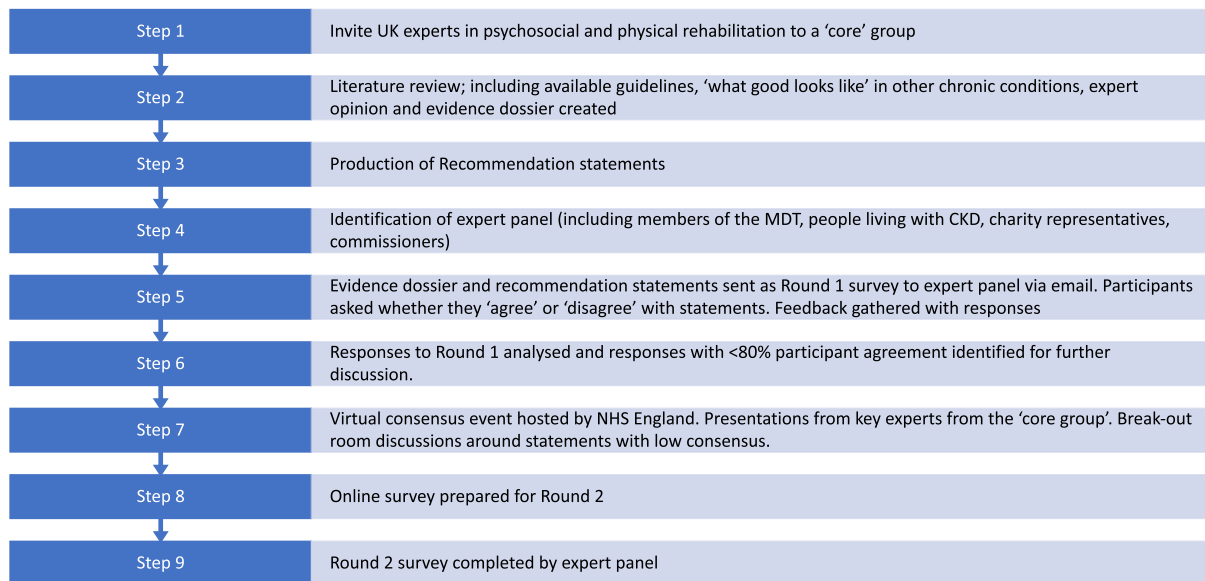 Step 1
Invite UK experts in psychosocial and physical rehabilitation to a ‘core’ group
Step 2
Literature review; including available guidelines, ‘what good looks like’ in other chronic conditions, expert
opinion and evidence dossier created
Step 3
Production of Recommendation statements
Step 4
Identification of expert panel (including members of the MDT, people living with CKD, charity representatives,
commissioners)
Step 5
Evidence dossier and recommendation statements sent as Round 1 survey to expert panel via email. Participants
asked whether they ‘agree’ or ‘disagree’ with statements. Feedback gathered with responses
Step 6
Responses to Round 1 analysed and responses with <80% participant agreement identified for further
discussion.
Step 7
Virtual consensus event hosted by NHS England. Presentations from key experts from the ‘core group’. Break-out
room discussions around statements with low consensus.
Step 8
Online survey prepared for Round 2
Step 9
Round 2 survey completed by expert panel